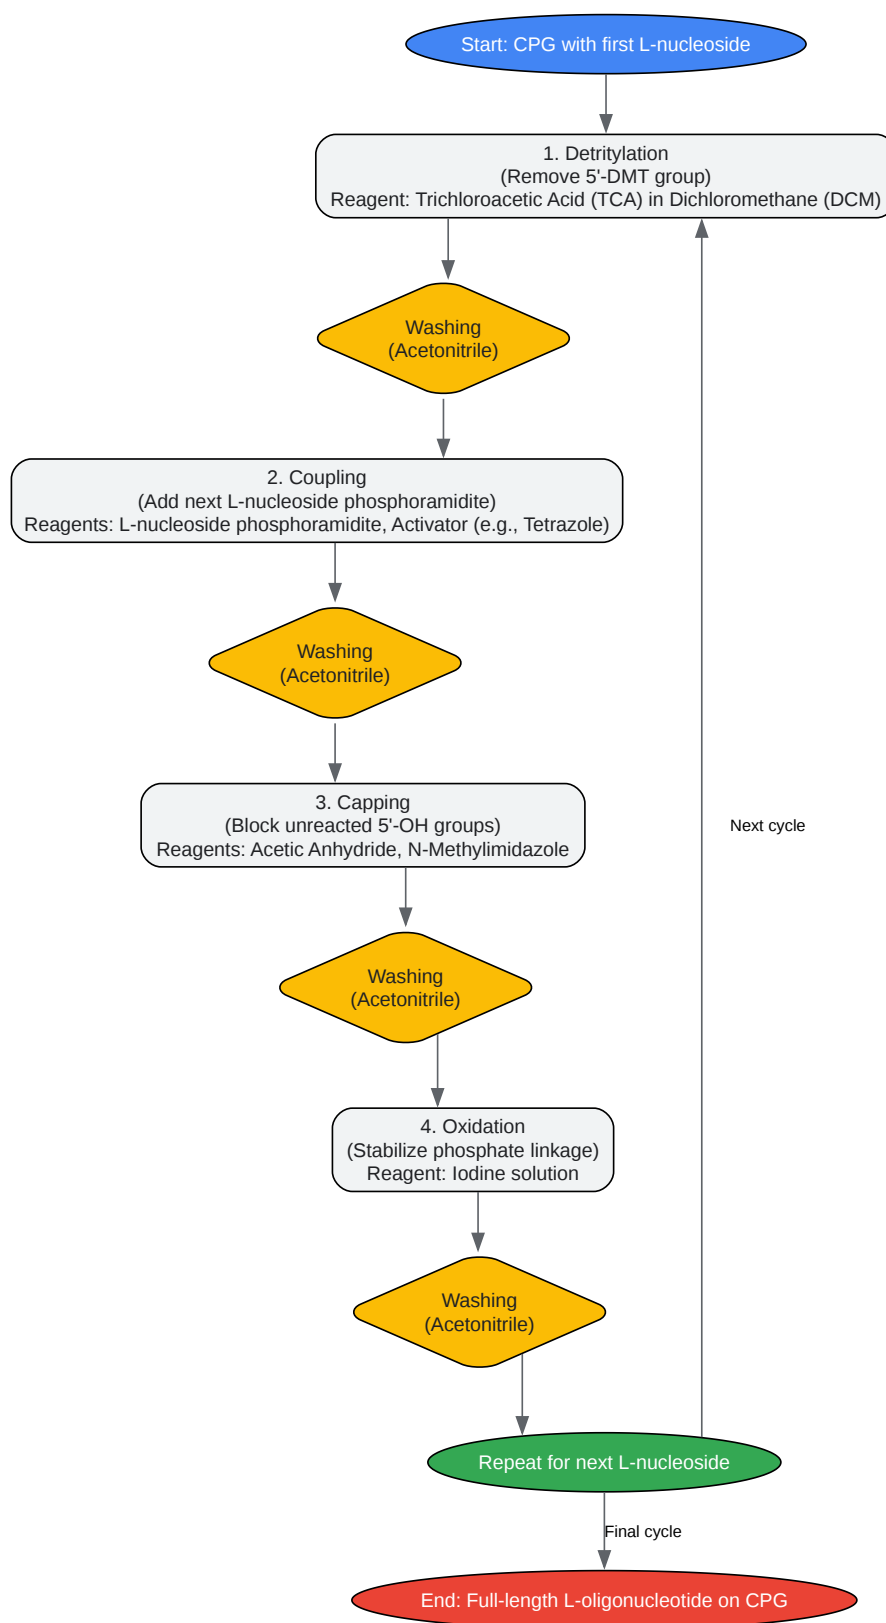 Start: CPG with first L-nucleoside
1. Detritylation
(Remove 5'-DMT group)
Reagent: Trichloroacetic Acid (TCA) in Dichloromethane (DCM)
Washing
(Acetonitrile)
2. Coupling
(Add next L-nucleoside phosphoramidite)
Reagents: L-nucleoside phosphoramidite, Activator (e.g., Tetrazole)
Washing
(Acetonitrile)
3. Capping
(Block unreacted 5'-OH groups)
Reagents: Acetic Anhydride, N-Methylimidazole
Next cycle
Washing
(Acetonitrile)
4. Oxidation
(Stabilize phosphate linkage)
Reagent: Iodine solution
Washing
(Acetonitrile)
Repeat for next L-nucleoside
Final cycle
End: Full-length L-oligonucleotide on CPG